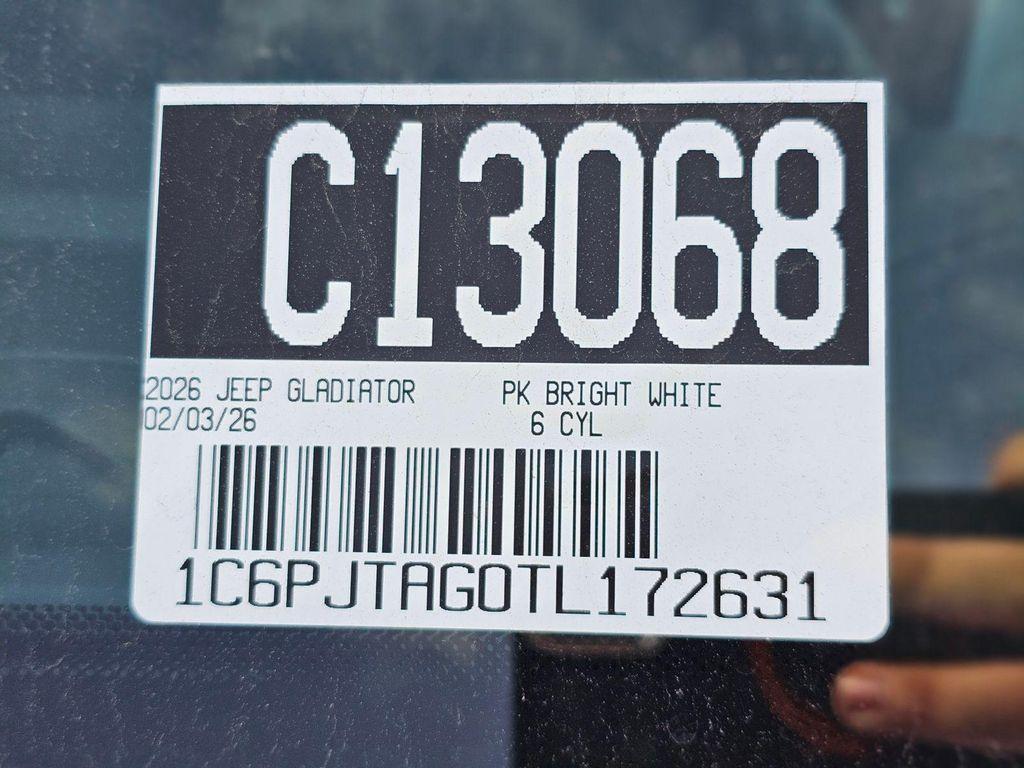 C13068
2026 JEEP GLADIATOR PK BRIGHT WHITE
02/03/26 6 CYL
1C6PJTAG0TL172631